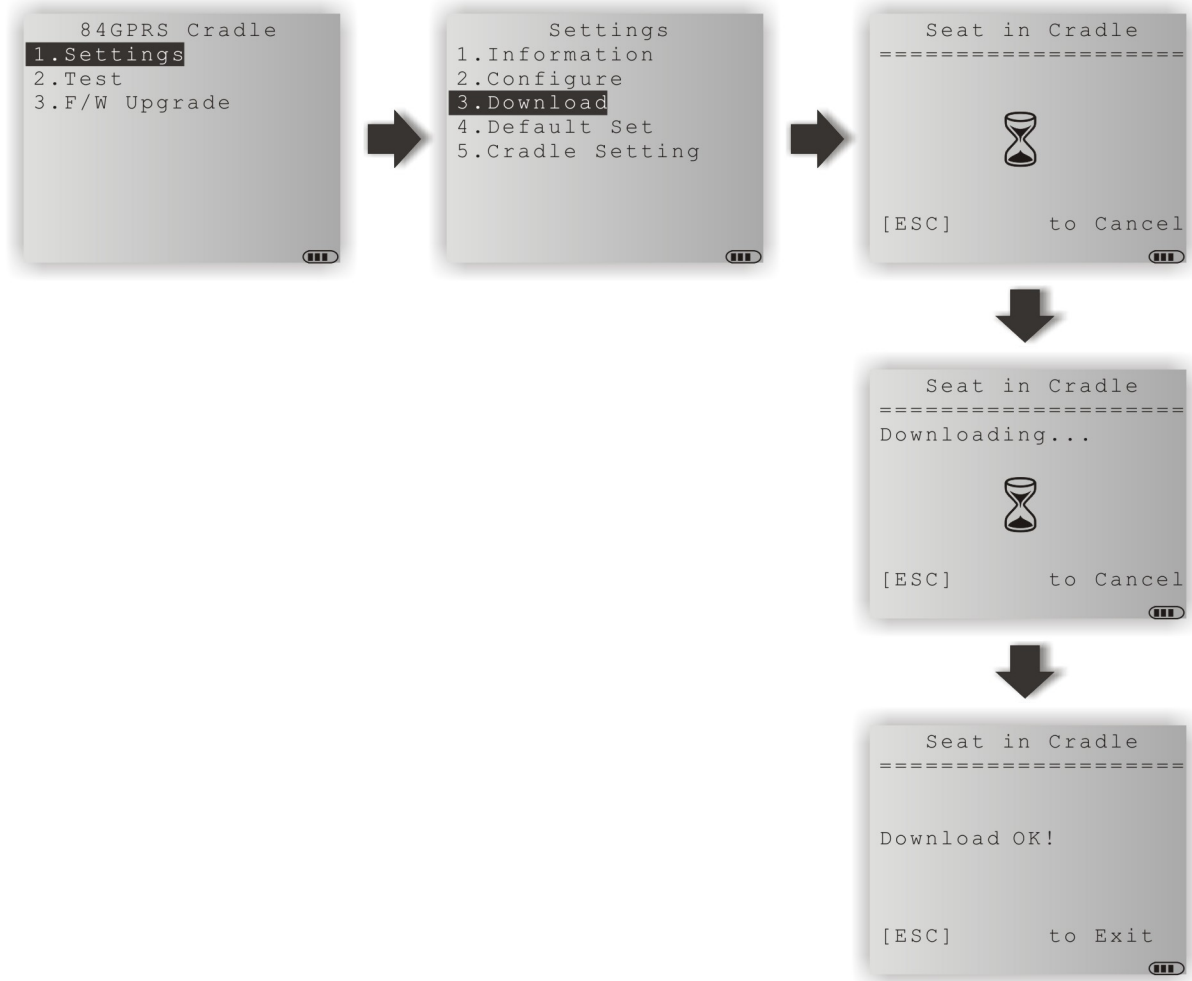 84GPRS Cradle
1.Settings
2.Test
3.F/W Upgrade
Settings
1.Information
2.Configure
3.Download
4.Default Set
5.Cradle Setting
Seat in Cradle
====================
[ESC] to Cancel
Seat in Cradle
====================
Downloading...
[ESC] to Cancel
Seat in Cradle
====================
Download OK!
[ESC] to Exit